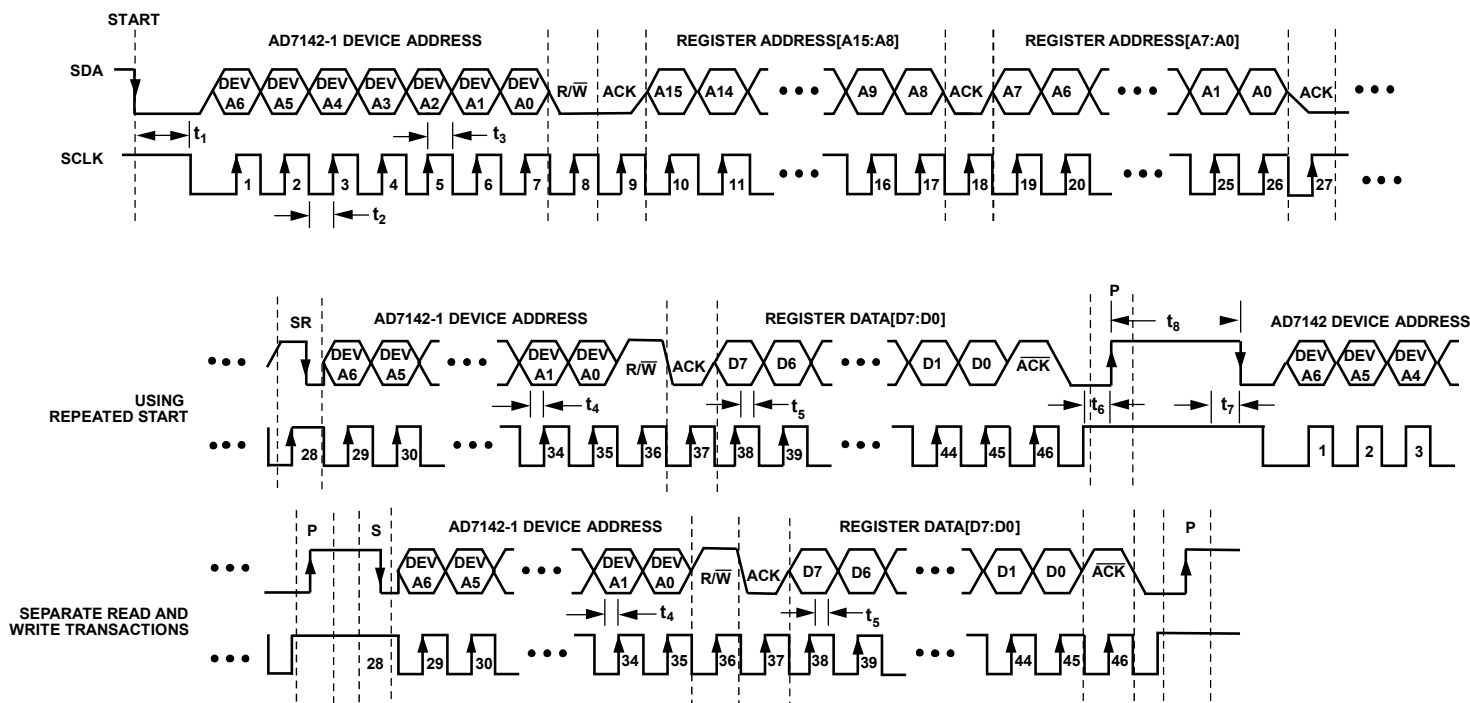 START
AD7142-1 DEVICE ADDRESS REGISTER ADDRESS[A15:A8] REGISTER ADDRESS[A7:A0]
SDA DEV A6 DEV A5 DEV A4 DEV A3 DEV A2 DEV A1 DEV A0 R/W̅ ACK A15 A14 ••• A9 A8 ACK A7 A6 ••• A1 A0 ACK •••
t1 t3
SCLK 1 2 3 4 5 6 7 8 9 10 11 ••• 16 17 18 19 20 ••• 25 26 27 •••
t2
P
SR AD7142-1 DEVICE ADDRESS REGISTER DATA[D7:D0] t8 AD7142 DEVICE ADDRESS
••• DEV A6 DEV A5 ••• DEV A1 DEV A0 R/W̅ ACK D7 D6 ••• D1 D0 A̅C̅K̅ DEV A6 DEV A5 DEV A4
USING
REPEATED START
t4 t5 t6 t7
••• 28 29 30 ••• 34 35 36 37 38 39 ••• 44 45 46 1 2 3
P S AD7142-1 DEVICE ADDRESS REGISTER DATA[D7:D0] P
••• DEV A6 DEV A5 ••• DEV A1 DEV A0 R/W̅ ACK D7 D6 ••• D1 D0 A̅C̅K̅
SEPARATE READ AND
WRITE TRANSACTIONS
t4 t5
••• 28 29 30 ••• 34 35 36 37 38 39 ••• 44 45 46